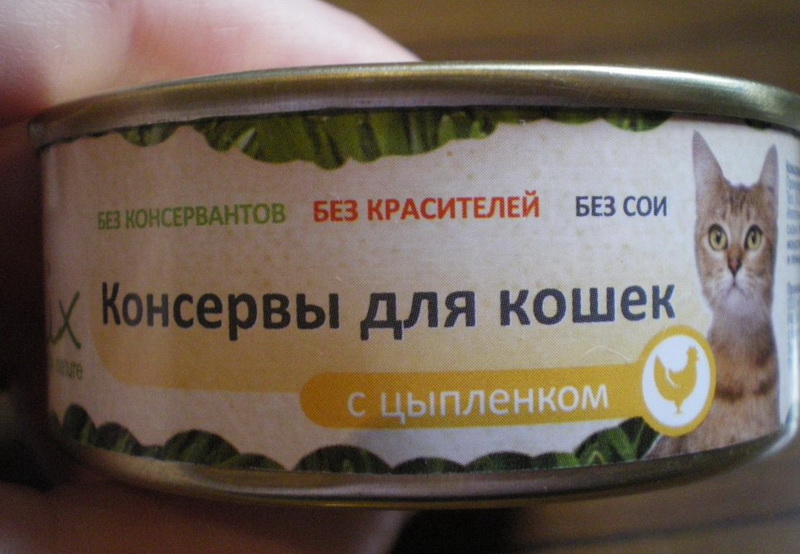 БЕЗ КОНСЕРВАНТОВ БЕЗ КРАСИТЕЛЕЙ БЕЗ СОИ
Консервы для кошек
с цыпленком